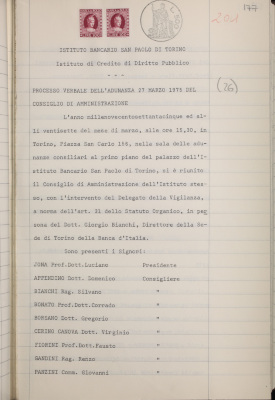 201
177
ISTITUTO BANCARIO SAN PAOLO DI TORINO
Istituto di Credito di Diritto Pubblico
- - -
PROCESSO VERBALE DELL'ADUNANZA 27 MARZO 1975 DEL
(26)
CONSIGLIO DI AMMINISTRAZIONE
L'anno millenovecentosettantacinque ed al-
li ventisette del mese di marzo, alle ore 15,30, in
Torino, Piazza San Carlo 156, nella sala delle adu-
nanze consiliari al primo piano del palazzo dell'I-
stituto Bancario San Paolo di Torino, si è riunito
il Consiglio di Amministrazione dell'Istituto stes-
so, con l'intervento del Delegato della Vigilanza,
a norma dell'art. 31 dello Statuto Organico, in per
sona del Dott. Giorgio Bianchi, Direttore della Se-
de di Torino della Banca d'Italia.
Sono presenti i Signori:
JONA Prof.Dott.Luciano Presidente
Dott. Domenico Consigliere
BIANCHI Rag. Silvano "
BONATO Prof.Dott.Corrado "
BORZANO Dott. Gregorio "
CERINO CANOVA Dott. Virginio "
FIORINI Prof.Dott.Fausto "
GANDINI Rag. Renzo "
PANZINI Comm. Giovanni "